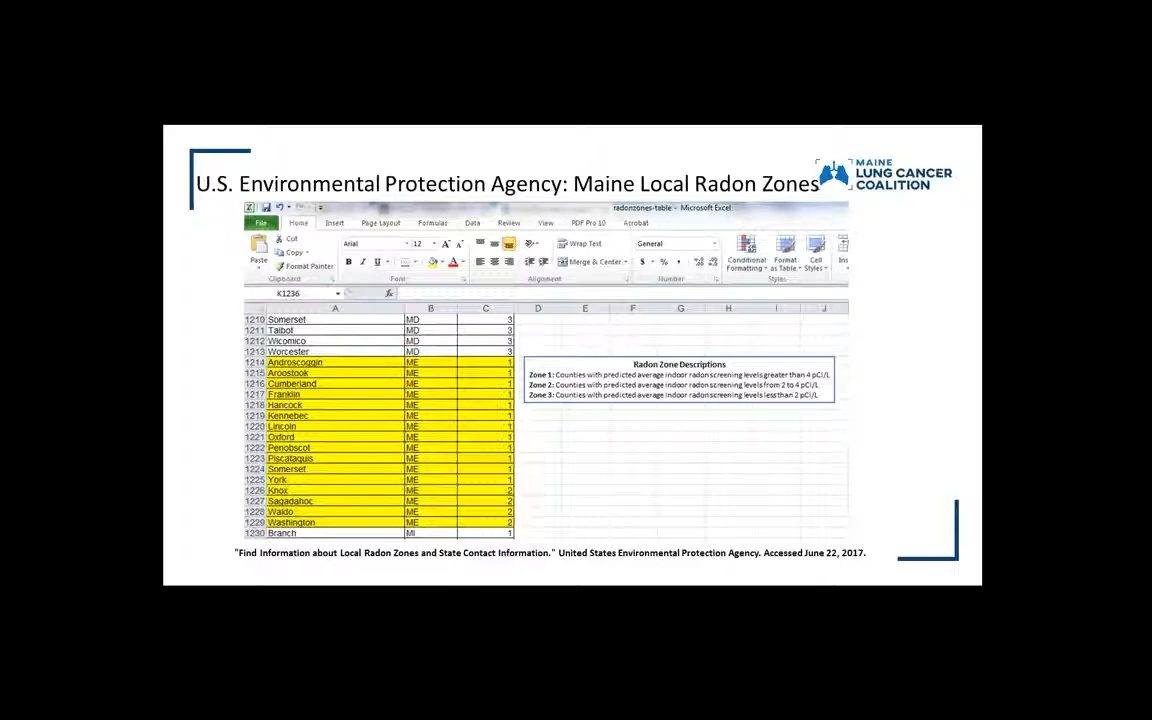 U.S. Environmental Protection Agency: Maine Local Radon Zones
MAINE
LUNG CANCER
COALITION
radonzones-table - Microsoft Excel
File Home Insert Page Layout Formulas Data Review View PDF Pro 10 Acrobat
Cut
Copy
Format Painter
Paste
Clipboard
Arial 12
B I U
Font
Wrap Text
Merge & Center
Alignment
General
$ % ,
Number
Conditional Formatting
Format as Table
Cell Styles
Styles
Ins
K1236 fx
A B C D E F G H I J
1210 Somerset MD 3
1211 Talbot MD 3
1212 Wicomico MD 3
1213 Worcester MD 3
1214 Androscoggin ME 1
1215 Aroostook ME 1
1216 Cumberland ME 1
1217 Franklin ME 1
1218 Hancock ME 1
1219 Kennebec ME 1
1220 Lincoln ME 1
1221 Oxford ME 1
1222 Penobscot ME 1
1223 Piscataquis ME 1
1224 Somerset ME 1
1225 York ME 1
1226 Knox ME 2
1227 Sagadahoc ME 2
1228 Waldo ME 2
1229 Washington ME 2
1230 Branch MI 1
Radon Zone Descriptions
Zone 1: Counties with predicted average indoor radon screening levels greater than 4 pCi/L
Zone 2: Counties with predicted average indoor radon screening levels from 2 to 4 pCi/L
Zone 3: Counties with predicted average indoor radon screening levels less than 2 pCi/L
"Find Information about Local Radon Zones and State Contact Information." United States Environmental Protection Agency. Accessed June 22, 2017.